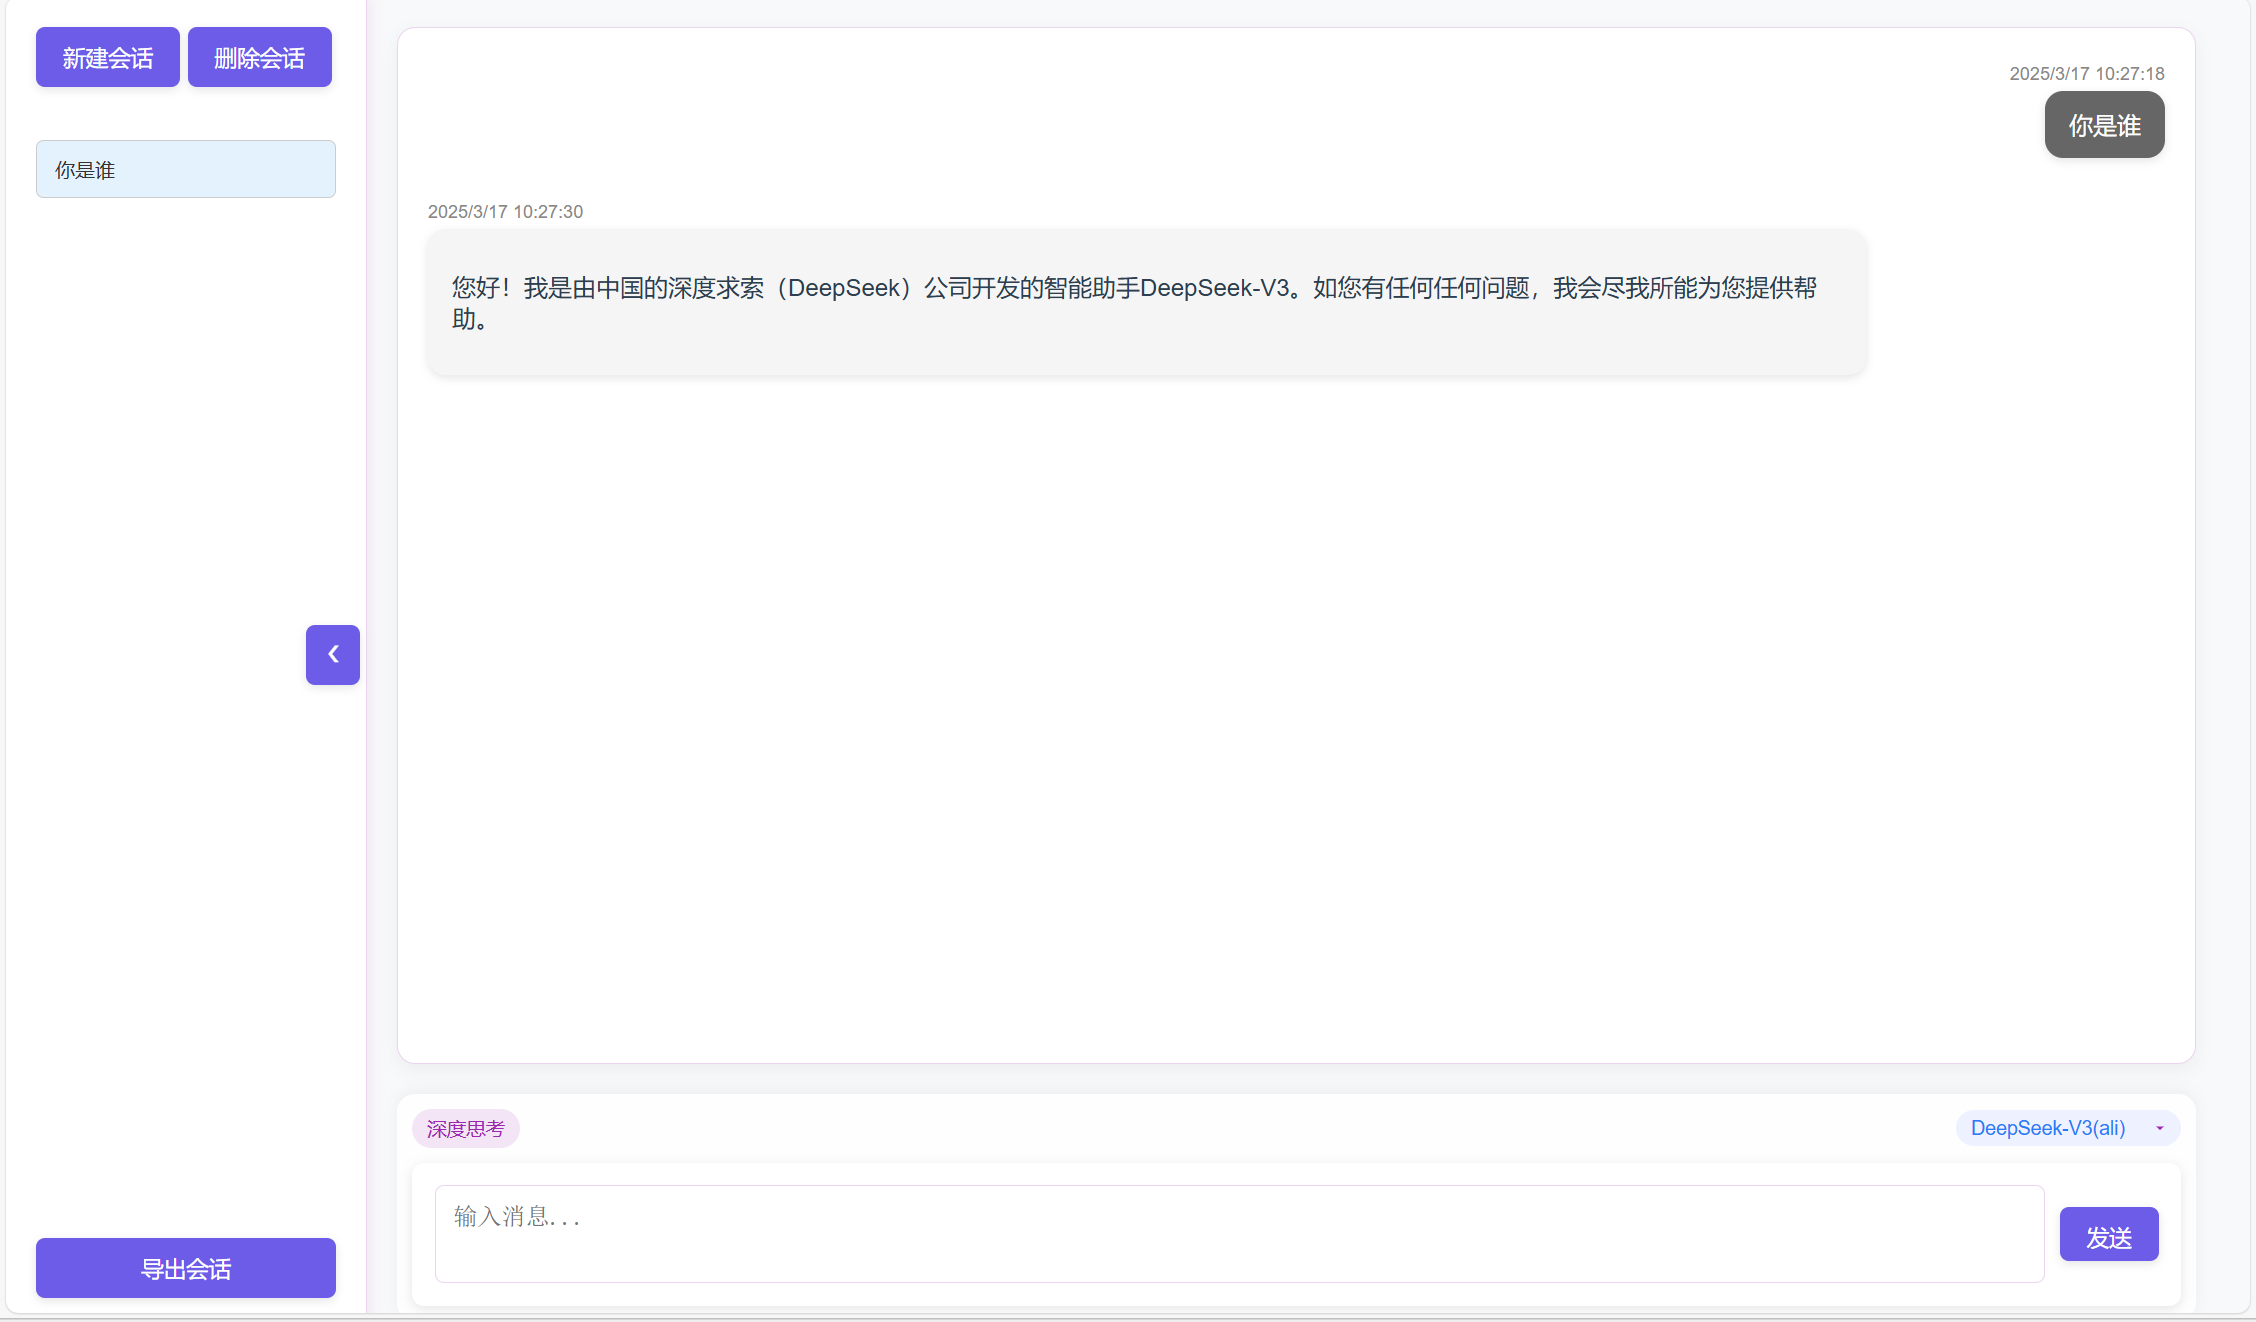 新建会话 删除会话
你是谁
导出会话
2025/3/17 10:27:18
你是谁
2025/3/17 10:27:30
您好！我是由中国的深度求索（DeepSeek）公司开发的智能助手DeepSeek-V3。如您有任何任何问题，我会尽我所能为您提供帮
助。
深度思考 DeepSeek-V3(ali)
输入消息...
发送